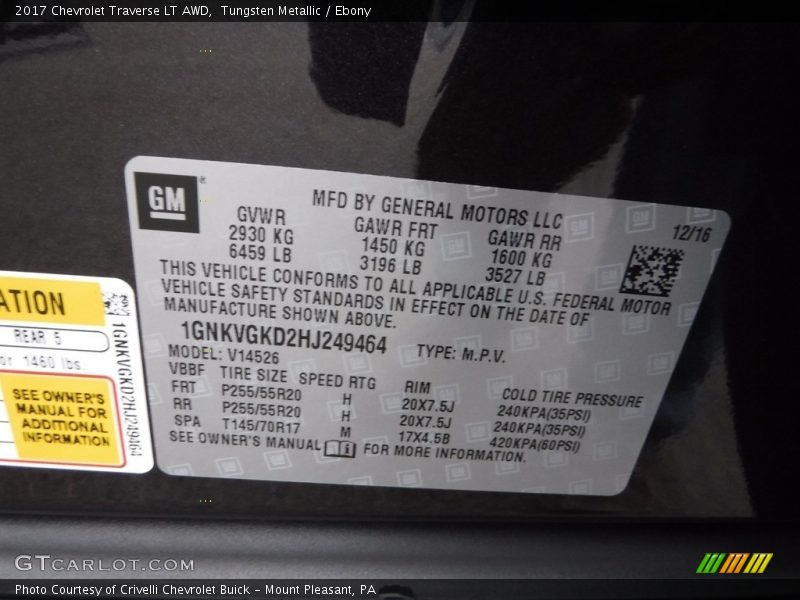 2017 Chevrolet Traverse LT AWD, Tungsten Metallic / Ebony
GM
MFD BY GENERAL MOTORS LLC
12/16
GVWR GAWR FRT GAWR RR
2930 KG 1450 KG 1600 KG
6459 LB 3196 LB 3527 LB
THIS VEHICLE CONFORMS TO ALL APPLICABLE U.S. FEDERAL MOTOR
VEHICLE SAFETY STANDARDS IN EFFECT ON THE DATE OF
MANUFACTURE SHOWN ABOVE.
1GNKVGKD2HJ249464 TYPE: M.P.V.
MODEL: V14526
VBBF TIRE SIZE SPEED RTG RIM COLD TIRE PRESSURE
FRT P255/55R20 H 20X7.5J 240KPA(35PSI)
RR P255/55R20 H 20X7.5J 240KPA(35PSI)
SPA T145/70R17 M 17X4.5B 420KPA(60PSI)
SEE OWNER'S MANUAL FOR MORE INFORMATION.
ATION
REAR 5
or 1460 lbs.
SEE OWNER'S
MANUAL FOR
ADDITIONAL
INFORMATION
1GNKVGKD2HJ249464
GTCARLOT.COM
Photo Courtesy of Crivelli Chevrolet Buick - Mount Pleasant, PA